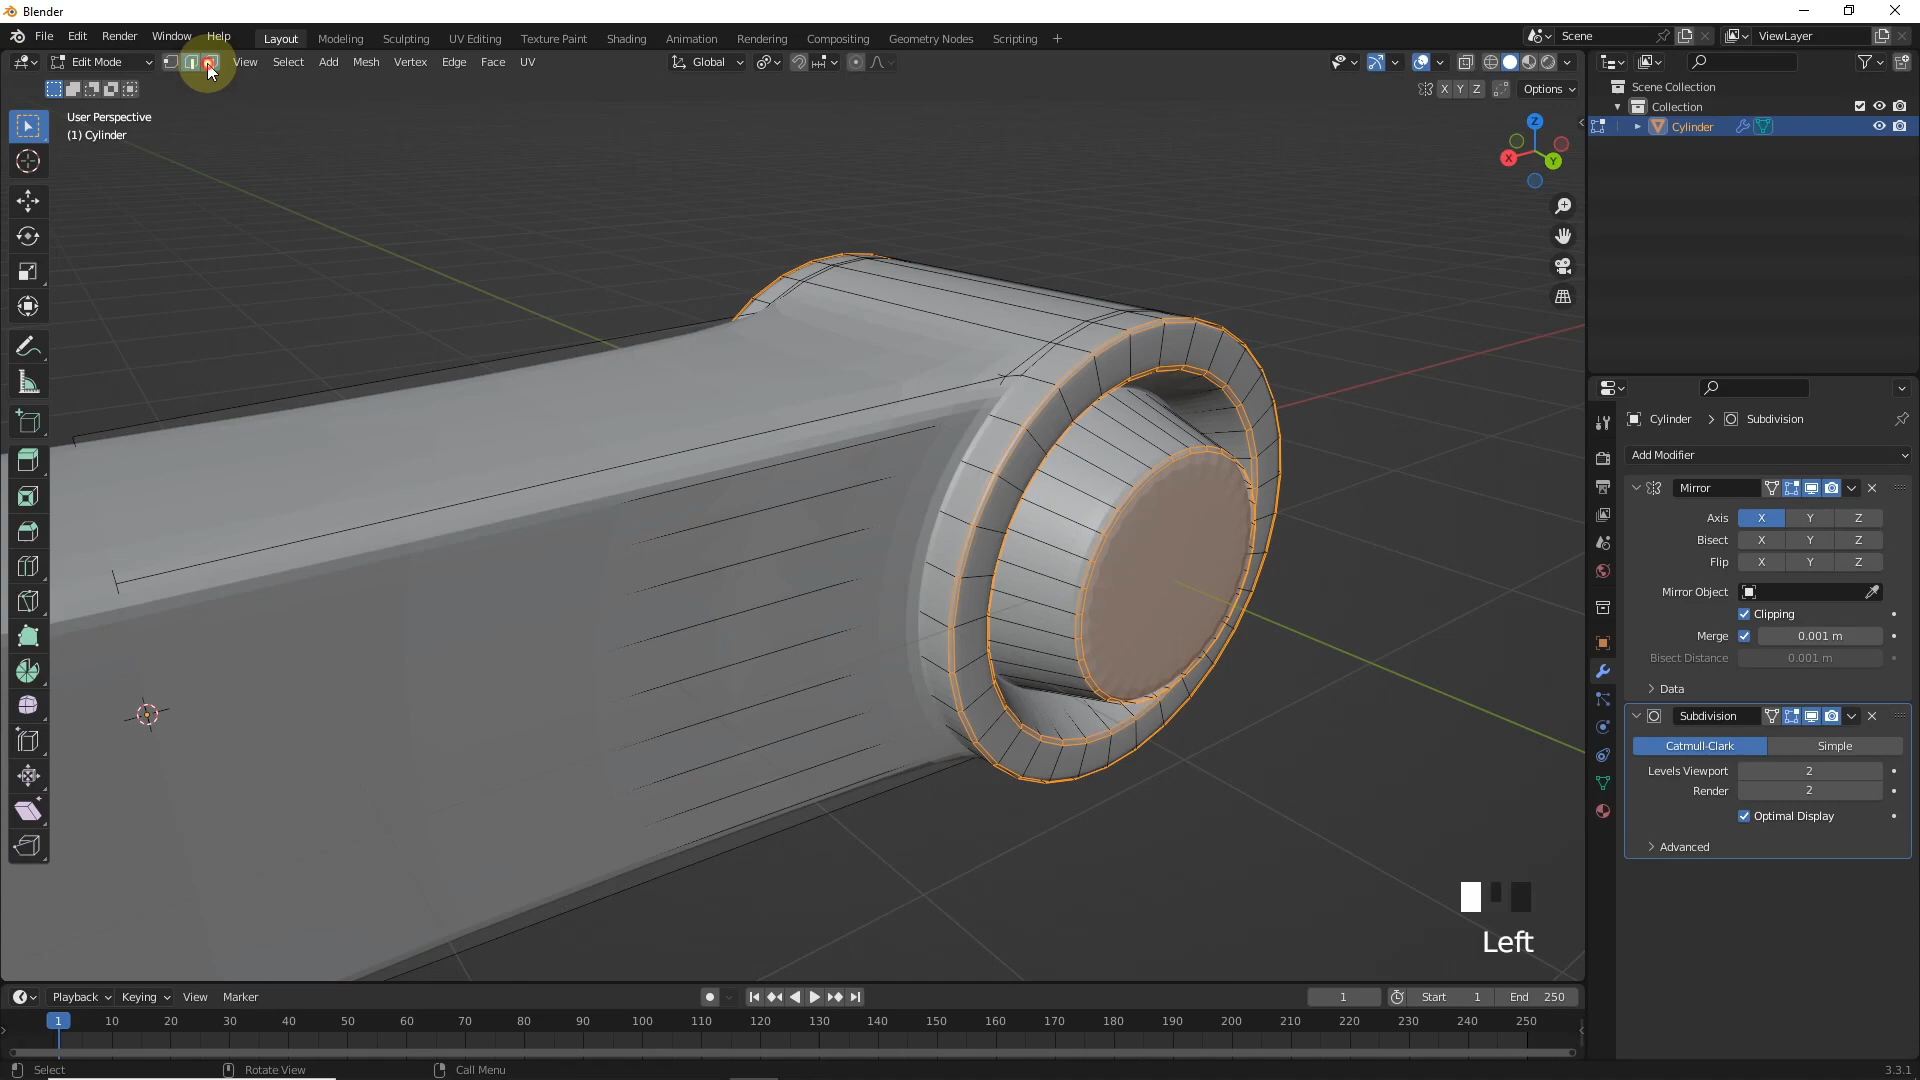 Blender
File Edit Render Window Help Layout Modeling Sculpting UV Editing Texture Paint Shading Animation Rendering Compositing Geometry Nodes Scripting + Scene ViewLayer
Edit Mode View Select Add Mesh Vertex Edge Face UV Global
X Y Z Options
User Perspective
(1) Cylinder
Z
X
Y
Scene Collection
Collection
Cylinder
Cylinder > Subdivision
Add Modifier
Mirror
Axis X Y Z
Bisect X Y Z
Flip X Y Z
Mirror Object
Clipping
Merge 0.001 m
Bisect Distance 0.001 m
Data
Subdivision
Catmull-Clark Simple
Levels Viewport 2
Render 2
Optimal Display
Advanced
Left
Playback Keying View Marker 1 Start 1 End 250
1 10 20 30 40 50 60 70 80 90 100 110 120 130 140 150 160 170 180 190 200 210 220 230 240 250
Select Rotate View Call Menu 3.3.1